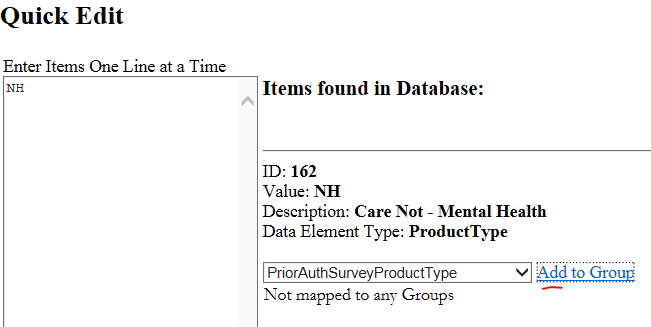 Quick Edit
Enter Items One Line at a Time
NH
Items found in Database:
ID: 162
Value: NH
Description: Care Not - Mental Health
Data Element Type: ProductType
PriorAuthSurveyProductType Add to Group
Not mapped to any Groups